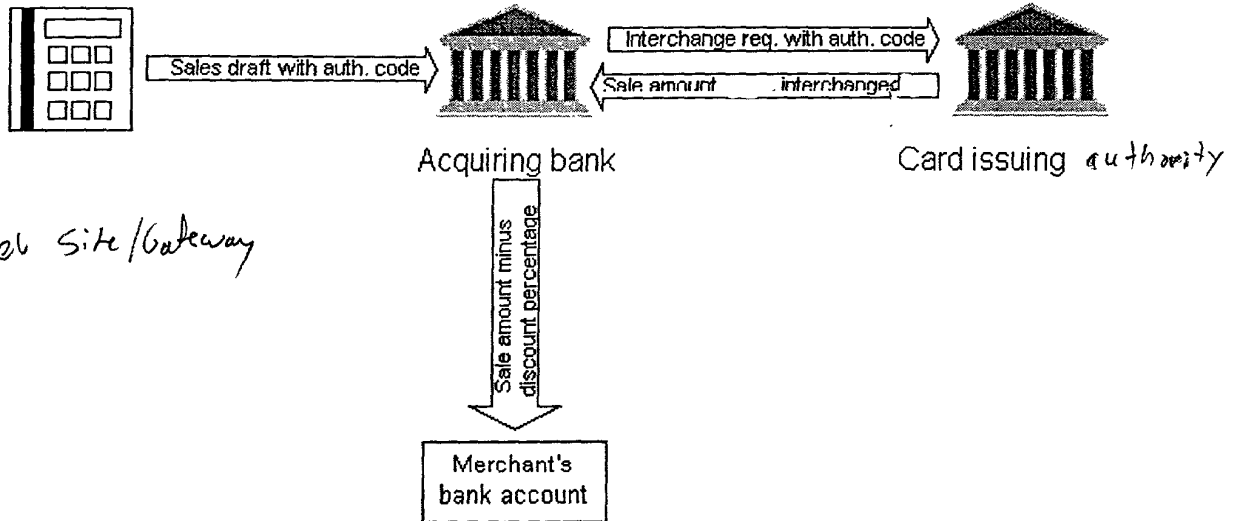 Sales draft with auth. code
Interchange req. with auth. code
Sale amount interchanged
Acquiring bank
Card issuing authority
Site/Gateway
Sale amount minus
discount percentage
Merchant's
bank account